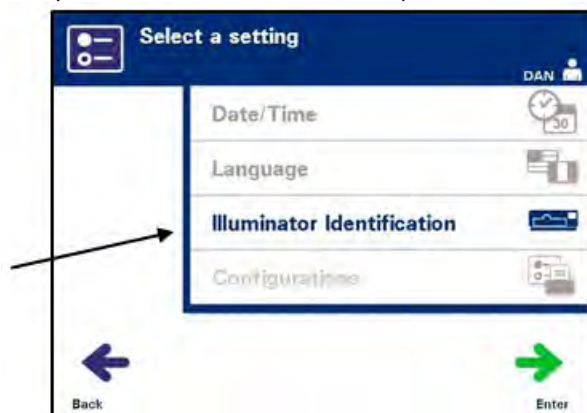 Select a setting
DAN
Date/Time
30
Language
Illuminator Identification
Configurations
Back
Enter